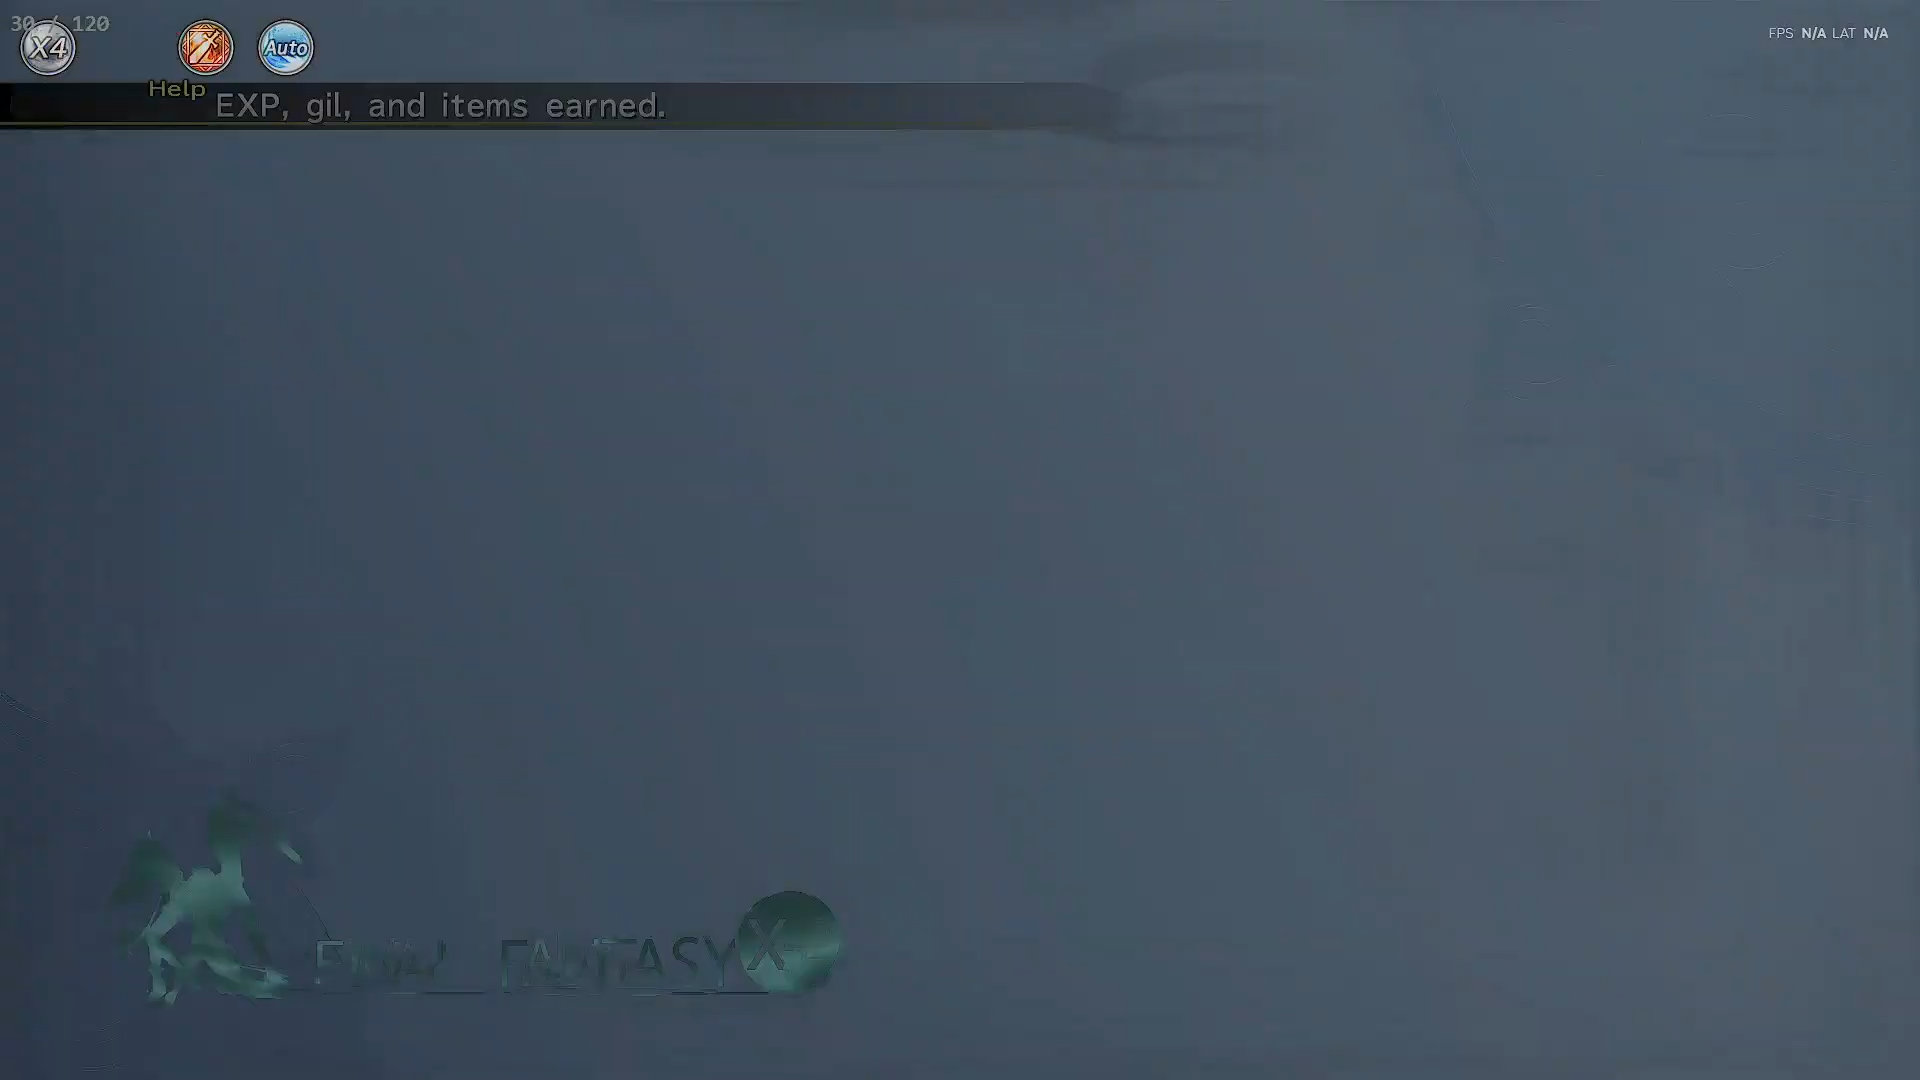 30 / 120
FPS N/A LAT N/A
X4
Auto
Help
EXP, gil, and items earned.
FINAL FANTASY X